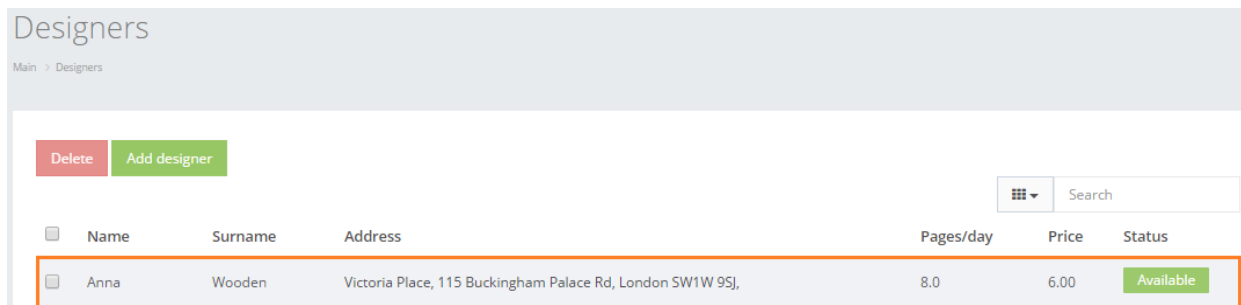 Designers
Main > Designers
Delete Add designer
Search
Name Surname Address Pages/day Price Status
Anna Wooden Victoria Place, 115 Buckingham Palace Rd, London SW1W 9SJ, 8.0 6.00 Available